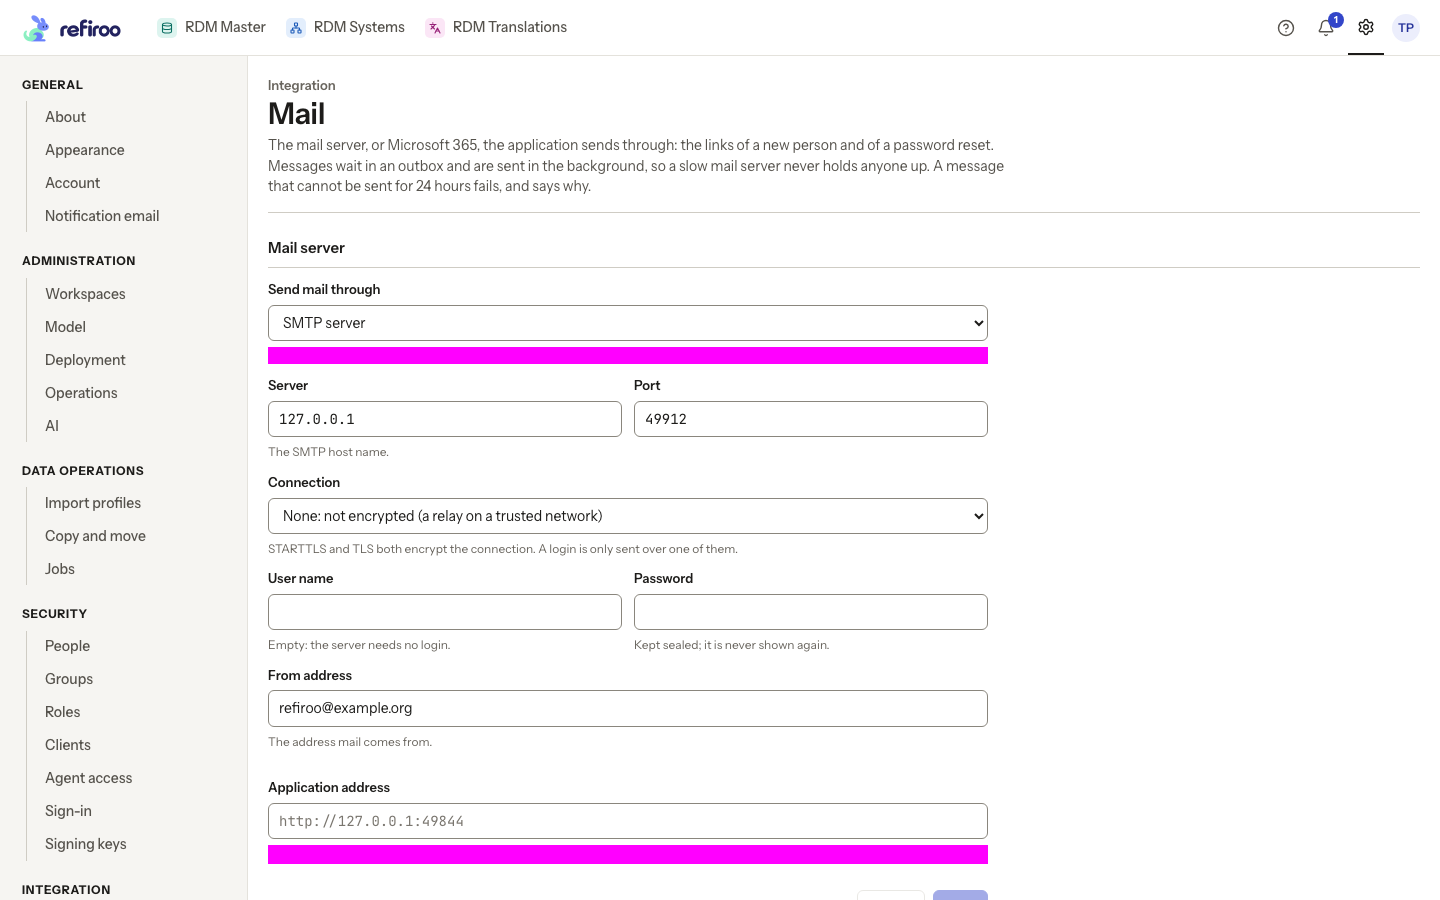 refiroo
RDM Master
RDM Systems
RDM Translations
1
TP
GENERAL
About
Appearance
Account
Notification email
ADMINISTRATION
Workspaces
Model
Deployment
Operations
AI
DATA OPERATIONS
Import profiles
Copy and move
Jobs
SECURITY
People
Groups
Roles
Clients
Agent access
Sign-in
Signing keys
INTEGRATION
Integration
Mail
The mail server, or Microsoft 365, the application sends through: the links of a new person and of a password reset.
Messages wait in an outbox and are sent in the background, so a slow mail server never holds anyone up. A message
that cannot be sent for 24 hours fails, and says why.
Mail server
Send mail through
SMTP server
Server
Port
127.0.0.1
49912
The SMTP host name.
Connection
None: not encrypted (a relay on a trusted network)
STARTTLS and TLS both encrypt the connection. A login is only sent over one of them.
User name
Password
Empty: the server needs no login.
Kept sealed; it is never shown again.
From address
refiroo@example.org
The address mail comes from.
Application address
http://127.0.0.1:49844